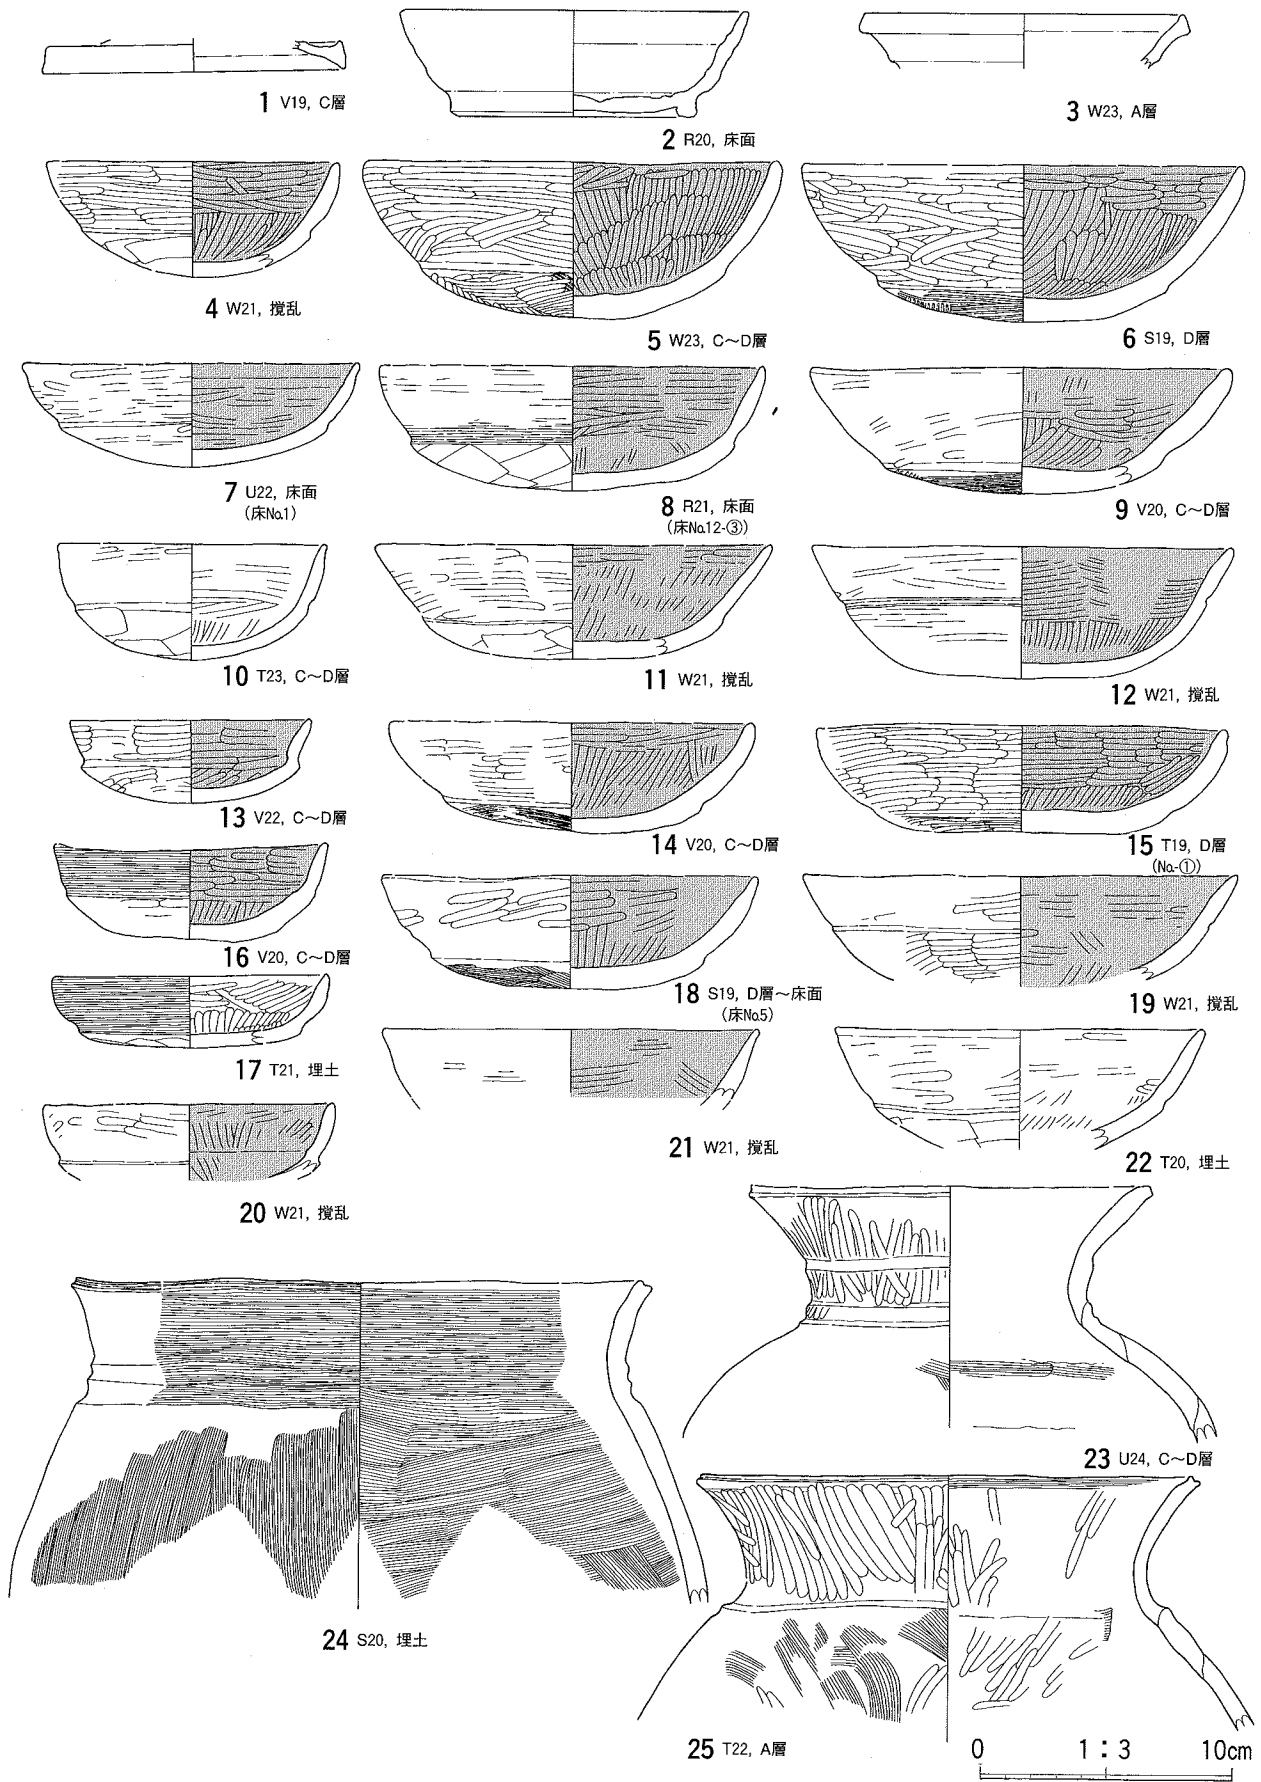 1 V19, C層
2 R20, 床面
3 W23, A層
4 W21, 撹乱
5 W23, C～D層
6 S19, D層
7 U22, 床面
(床No.1)
8 R21, 床面
(床No.12-③)
9 V20, C～D層
10 T23, C～D層
11 W21, 撹乱
12 W21, 撹乱
13 V22, C～D層
14 V20, C～D層
15 T19, D層
(No.-①)
16 V20, C～D層
17 T21, 埋土
18 S19, D層～床面
(床No.5)
19 W21, 撹乱
20 W21, 撹乱
21 W21, 撹乱
22 T20, 埋土
23 U24, C～D層
24 S20, 埋土
25 T22, A層
0 1：3 10cm